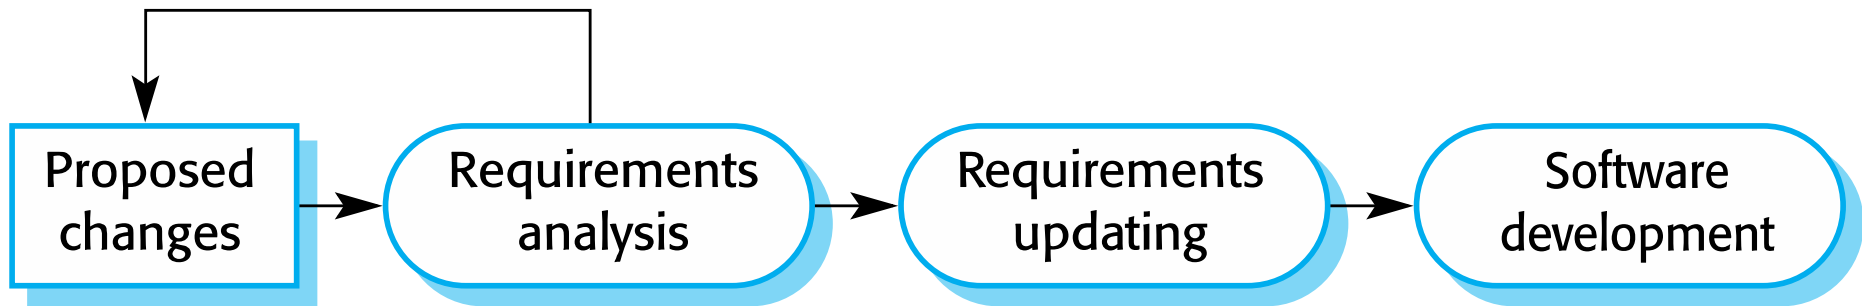 Proposed
changes
Requirements
analysis
Requirements
updating
Software
development